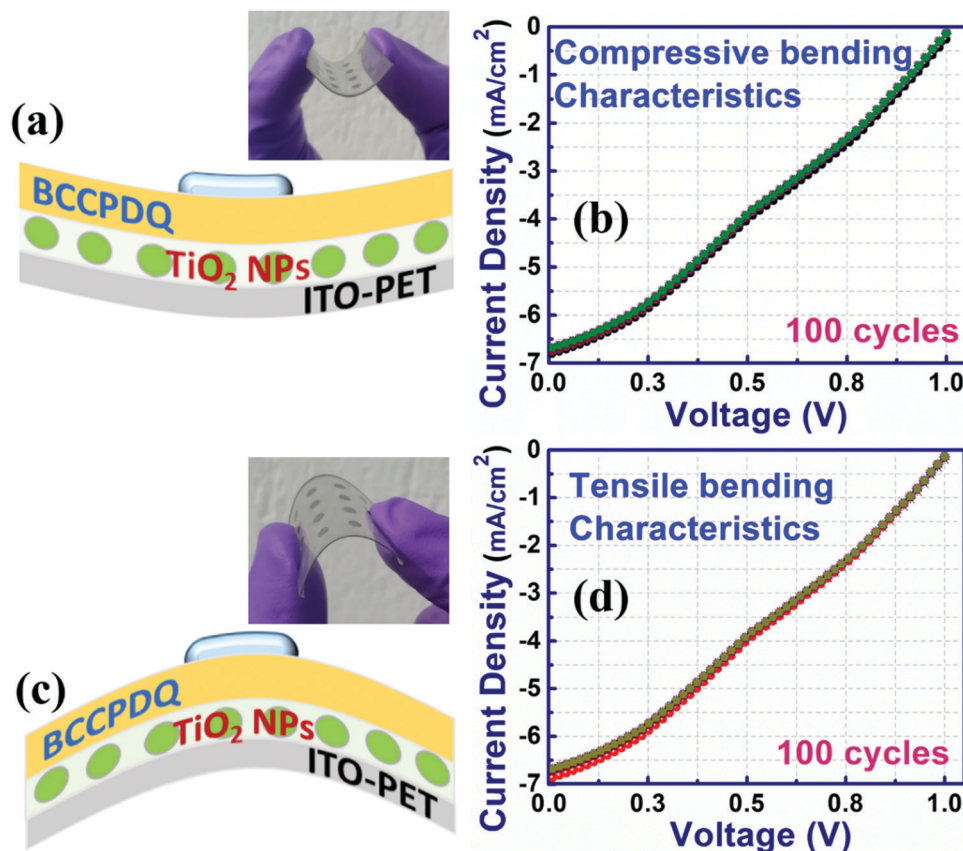 (a)
BCCPDQ
TiO₂ NPs
ITO-PET
(b)
Compressive bending
Characteristics
100 cycles
Current Density (mA/cm²)
0
-1
-2
-3
-4
-5
-6
-7
0.0 0.3 0.5 0.8 1.0
Voltage (V)
(c)
BCCPDQ
TiO₂ NPs
ITO-PET
(d)
Tensile bending
Characteristics
100 cycles
Current Density (mA/cm²)
0
-1
-2
-3
-4
-5
-6
-7
0.0 0.3 0.5 0.8 1.0
Voltage (V)